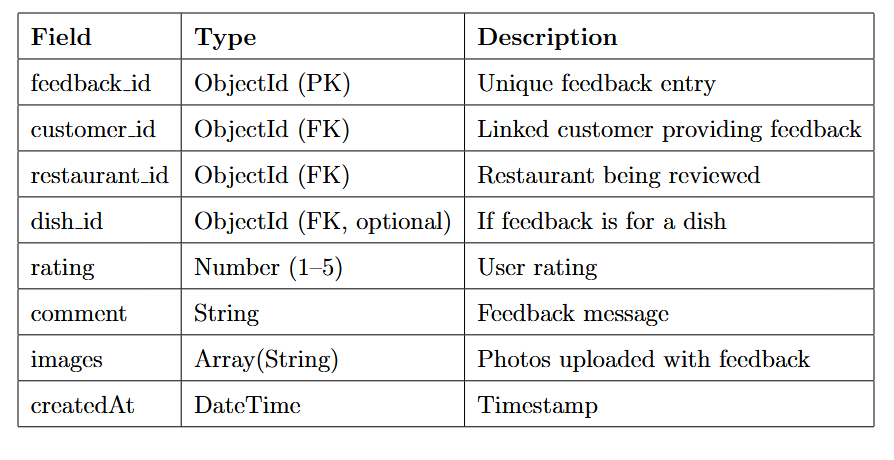 Field Type Description
feedback_id ObjectId (PK) Unique feedback entry
customer_id ObjectId (FK) Linked customer providing feedback
restaurant_id ObjectId (FK) Restaurant being reviewed
dish_id ObjectId (FK, optional) If feedback is for a dish
rating Number (1–5) User rating
comment String Feedback message
images Array(String) Photos uploaded with feedback
createdAt DateTime Timestamp